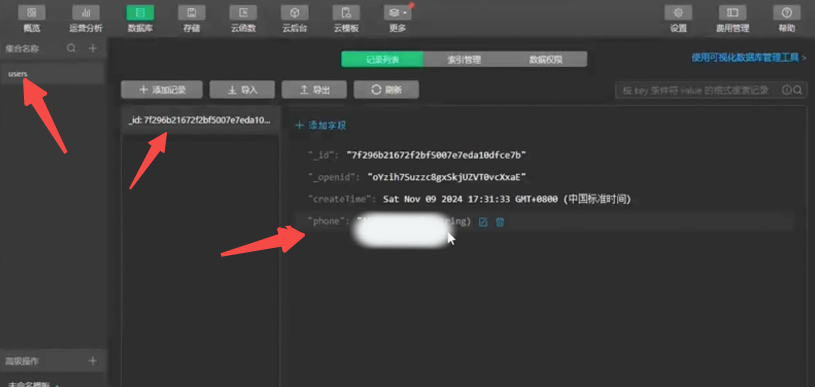 概览 运营分析 数据库 存储 云函数 云后台 云模板 更多 设置 费用管理 帮助
集合名称
users
记录列表 索引管理 数据权限
使用可视化数据库管理工具 >
添加记录 导入 导出 刷新
按 key 条件符 value 的格式搜索记录
_id: 7f296b21672f2bf5007e7eda10...
添加字段
"_id": "7f296b21672f2bf5007e7eda10dfce7b"
"_openid": "oYzih7Suzzc8gxSkjUZVT0vcXxaE"
"createTime": Sat Nov 09 2024 17:31:33 GMT+0800 (中国标准时间)
"phone":
高级操作
未命名模板